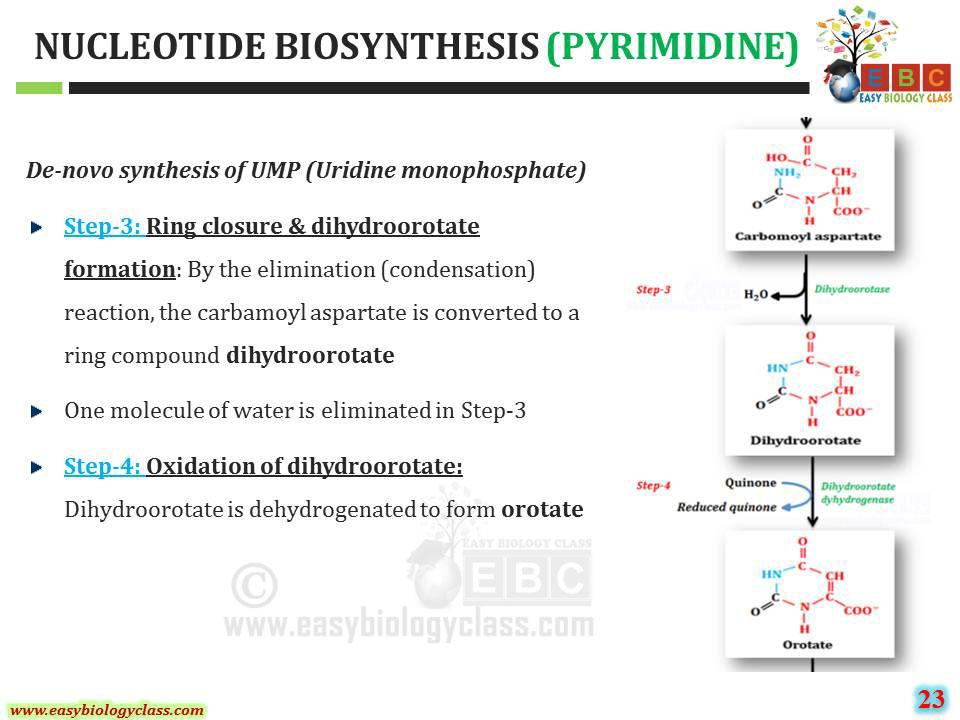 NUCLEOTIDE BIOSYNTHESIS (PYRIMIDINE)
E B C
EASY BIOLOGY CLASS
De-novo synthesis of UMP (Uridine monophosphate)
Step-3: Ring closure & dihydroorotate
formation: By the elimination (condensation)
reaction, the carbamoyl aspartate is converted to a
ring compound dihydroorotate
One molecule of water is eliminated in Step-3
Step-4: Oxidation of dihydroorotate:
Dihydroorotate is dehydrogenated to form orotate
O
HO C
NH₂ CH₂
C CH
O N COO⁻
H
Carbomoyl aspartate
Step-3 H₂O Dihydroorotase
O
C
HN CH₂
C CH
O N COO⁻
H
Dihydroorotate
Step-4 Quinone Dihydroorotate
Reduced quinone dyhydrogenase
O
C
HN CH
C C
O N COO⁻
H
Orotate
EASY BIOLOGY CLASS
© EBC
www.easybiologyclass.com
www.easybiologyclass.com
23